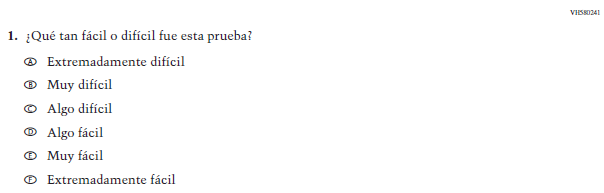 VH580241
1. ¿Qué tan fácil o difícil fue esta prueba?
A Extremadamente difícil
B Muy difícil
C Algo difícil
D Algo fácil
E Muy fácil
F Extremadamente fácil